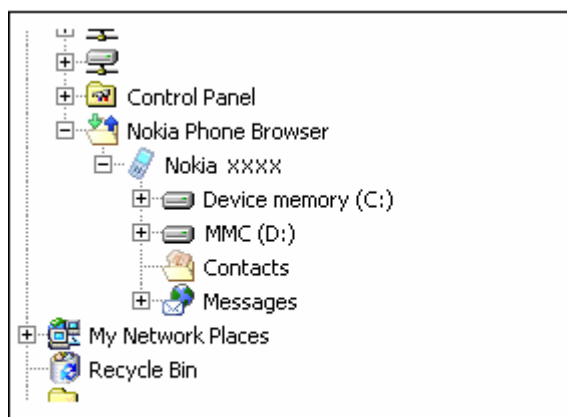 Control Panel
Nokia Phone Browser
Nokia xxxx
Device memory (C:)
MMC (D:)
Contacts
Messages
My Network Places
Recycle Bin